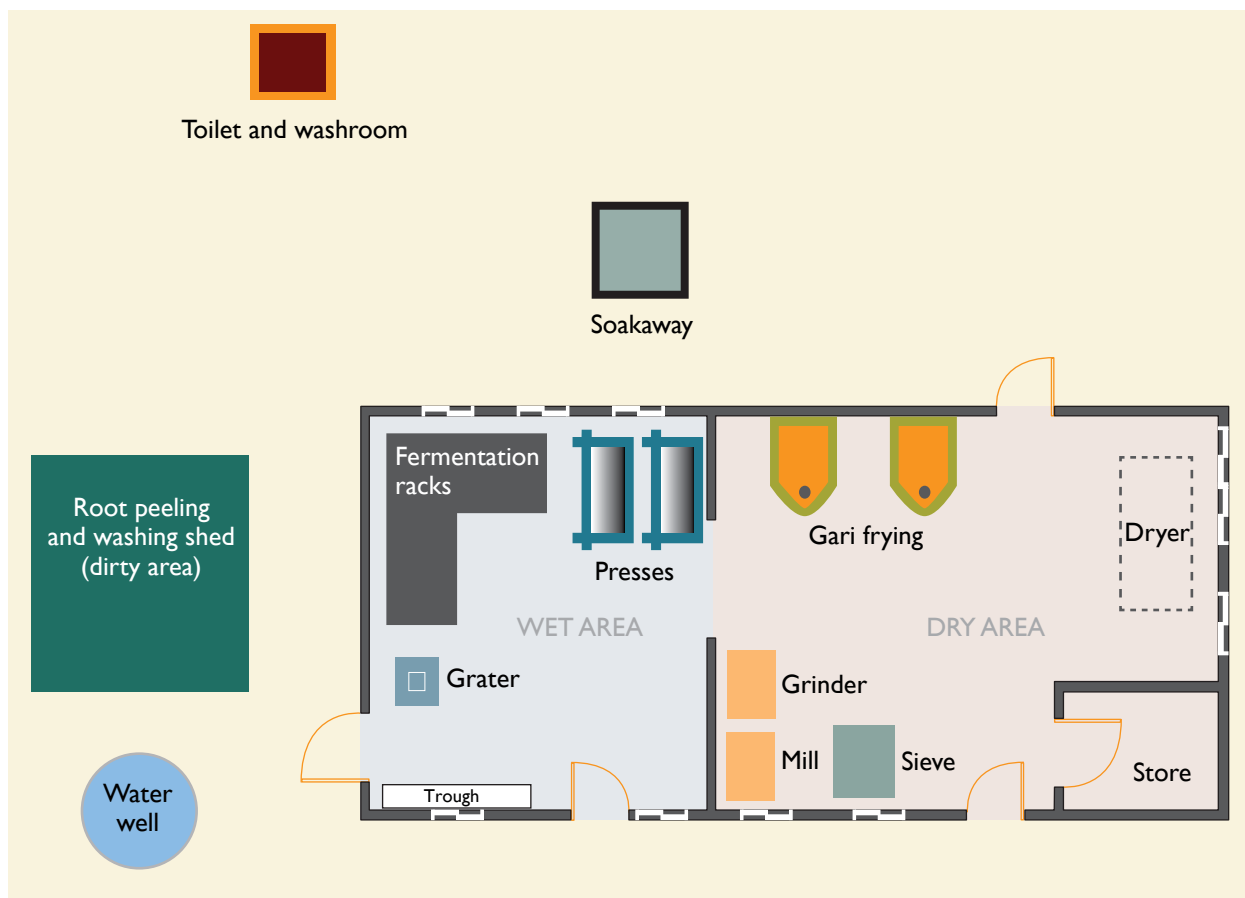 Toilet and washroom
Soakaway
Fermentation
racks
Root peeling
and washing shed
(dirty area)
Presses
Gari frying
Dryer
WET AREA
DRY AREA
Grater
Grinder
Mill
Sieve
Store
Trough
Water
well